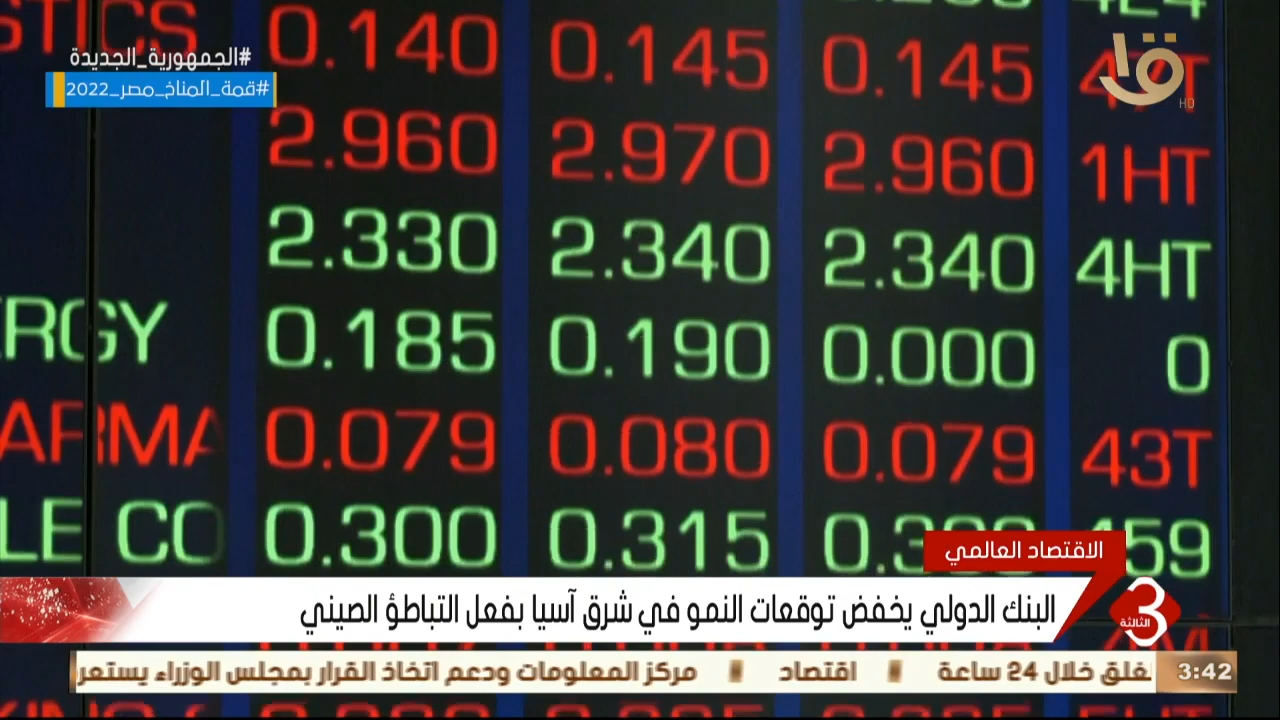 STICS 0.140 0.145 0.145 47T
#الجمهورية_الجديدة
#قمة_المناخ_مصر_2022
HD
2.960 2.970 2.960 1HT
2.330 2.340 2.340 4HT
ERGY 0.185 0.190 0.000 0
ARMA 0.079 0.080 0.079 43T
LE CO 0.300 0.315 459
الاقتصاد العالمي
البنك الدولي يخفض توقعات النمو في شرق آسيا بفعل التباطؤ الصيني
3 الثالثة
خلال 24 ساعة اقتصاد مركز المعلومات ودعم اتخاذ القرار بمجلس الوزراء
3:42